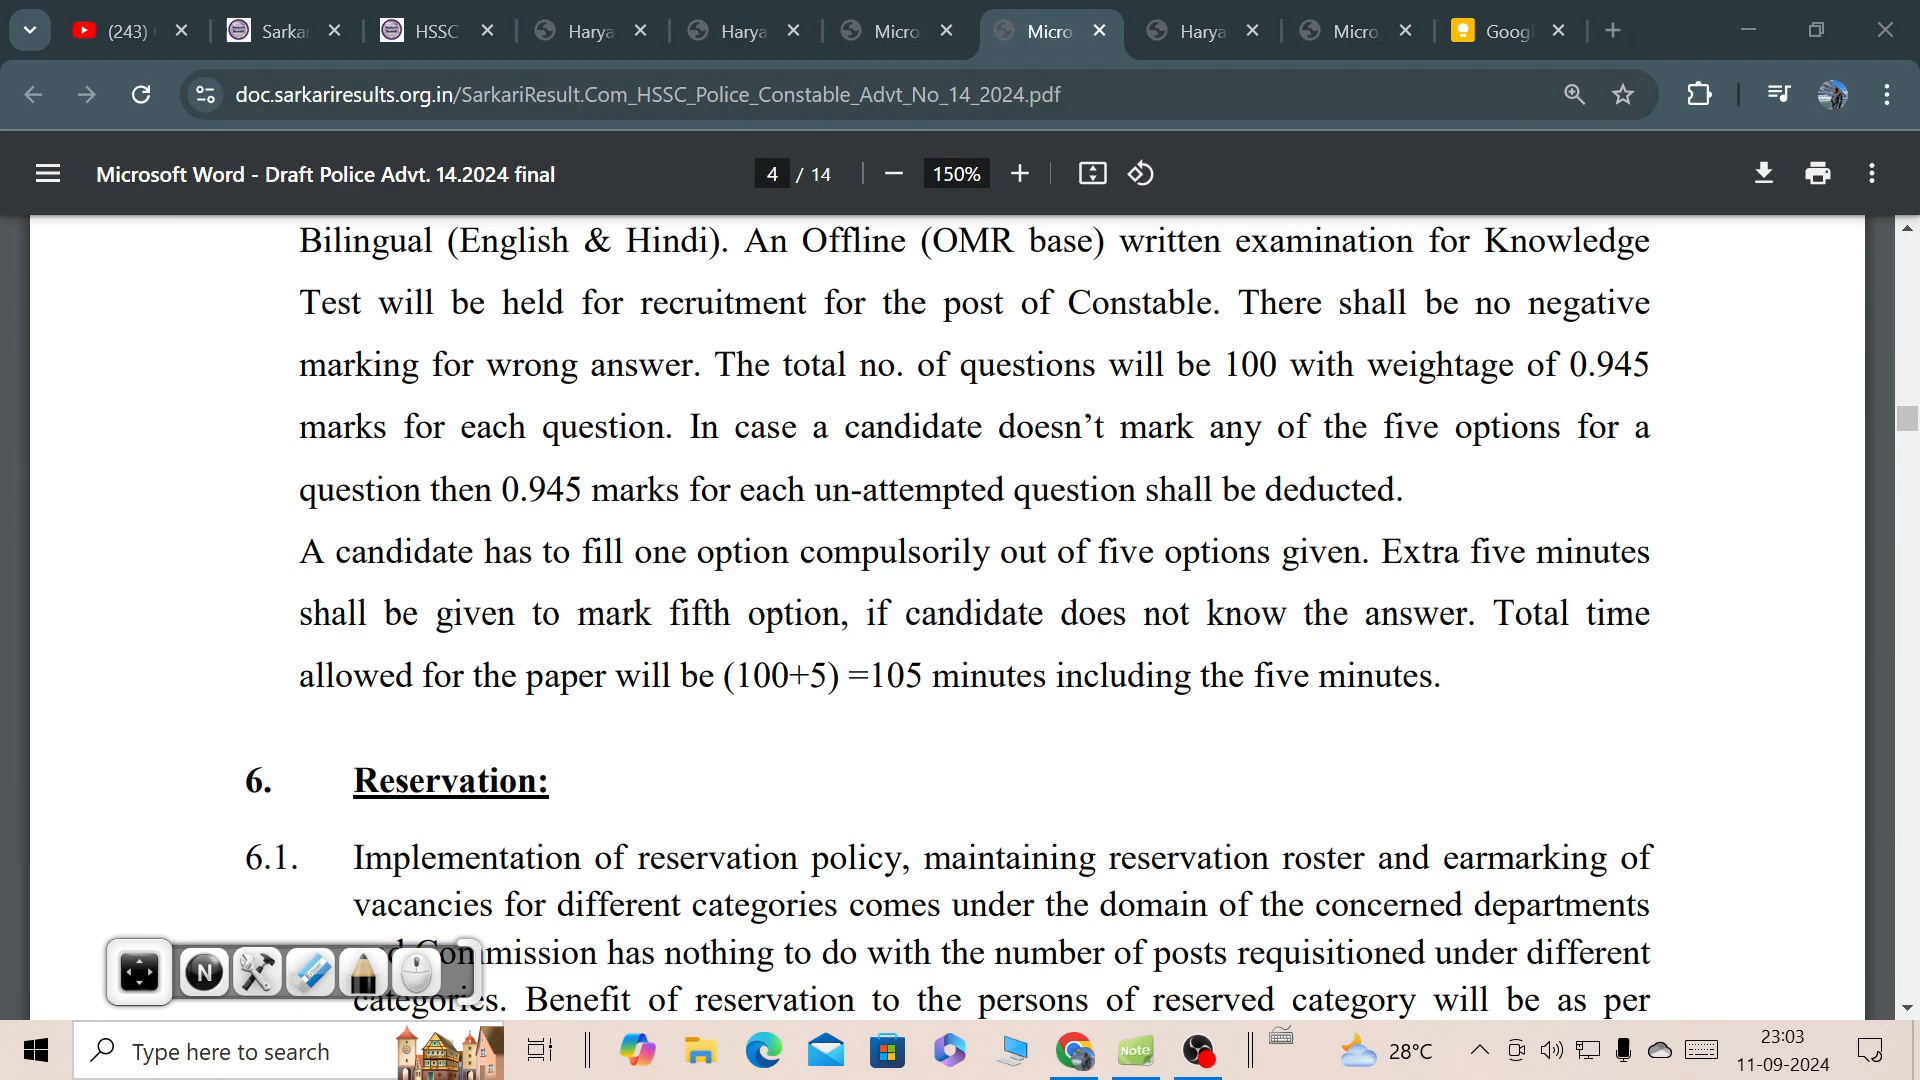 (243)
Sarka
HSSC
Harya
Harya
Micro
Micro
Harya
Micro
Goog
doc.sarkariresults.org.in/SarkariResult.Com_HSSC_Police_Constable_Advt_No_14_2024.pdf
Microsoft Word - Draft Police Advt. 14.2024 final
4 / 14
150%
Bilingual (English & Hindi). An Offline (OMR base) written examination for Knowledge
Test will be held for recruitment for the post of Constable. There shall be no negative
marking for wrong answer. The total no. of questions will be 100 with weightage of 0.945
marks for each question. In case a candidate doesn’t mark any of the five options for a
question then 0.945 marks for each un-attempted question shall be deducted.
A candidate has to fill one option compulsorily out of five options given. Extra five minutes
shall be given to mark fifth option, if candidate does not know the answer. Total time
allowed for the paper will be (100+5) =105 minutes including the five minutes.
6. Reservation:
6.1. Implementation of reservation policy, maintaining reservation roster and earmarking of
vacancies for different categories comes under the domain of the concerned departments
Commission has nothing to do with the number of posts requisitioned under different
categories. Benefit of reservation to the persons of reserved category will be as per
N
Type here to search
Note
28°C
23:03
11-09-2024